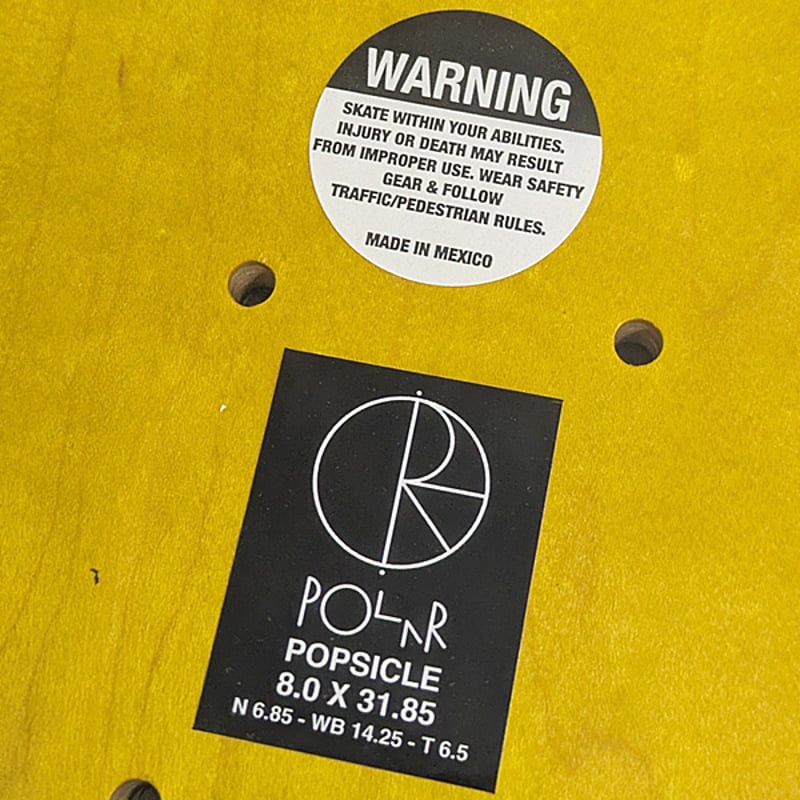 WARNING
SKATE WITHIN YOUR ABILITIES.
INJURY OR DEATH MAY RESULT
FROM IMPROPER USE. WEAR SAFETY
GEAR & FOLLOW
TRAFFIC/PEDESTRIAN RULES.
MADE IN MEXICO
POLAR
POPSICLE
8.0 X 31.85
N 6.85 - WB 14.25 - T 6.5